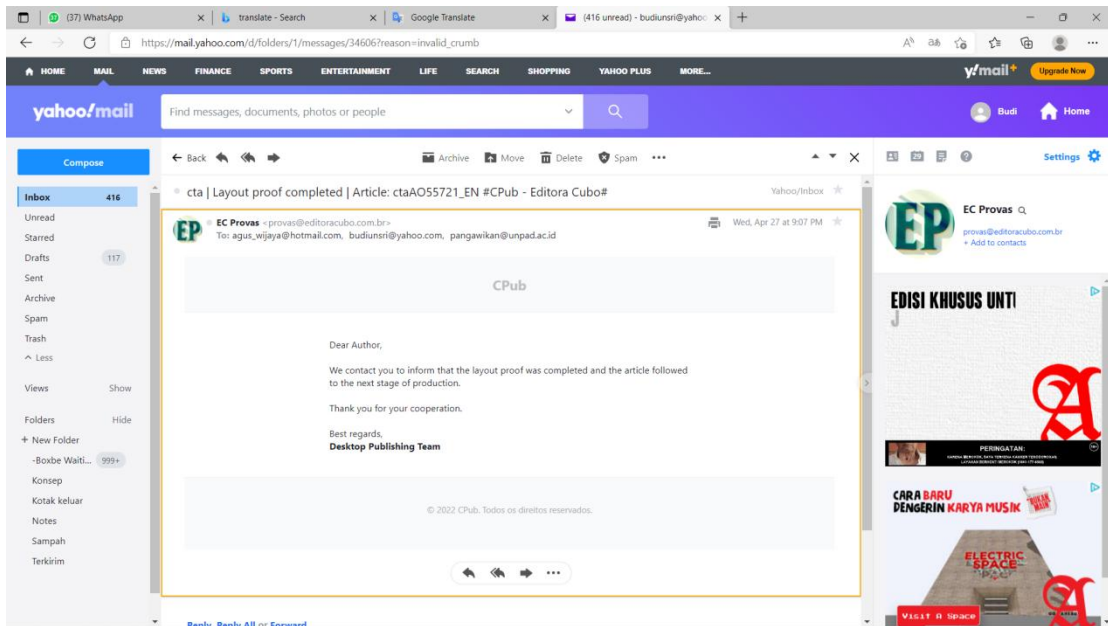 (37) WhatsApp
translate - Search
Google Translate
(416 unread) - budiunsri@yahoo
https://mail.yahoo.com/d/folders/1/messages/34606?reason=invalid_crumb
HOME MAIL NEWS FINANCE SPORTS ENTERTAINMENT LIFE SEARCH SHOPPING YAHOO PLUS MORE...
y!mail+ Upgrade Now
yahoo!mail
Find messages, documents, photos or people
Budi Home
Compose
Back Archive Move Delete Spam
Settings
Inbox 416
Unread
Starred
Drafts 117
Sent
Archive
Spam
Trash
Less
Views Show
Folders Hide
+ New Folder
-Boxbe Waiti... 999+
Konsep
Kotak keluar
Notes
Sampah
Terkirim
cta | Layout proof completed | Article: ctaAO55721_EN #CPub - Editora Cubo#
Yahoo/Inbox
EP
EC Provas <provas@editoracubo.com.br>
Wed, Apr 27 at 9:07 PM
To: agus_wijaya@hotmail.com, budiunsri@yahoo.com, pangawikan@unpad.ac.id
CPub
Dear Author,
We contact you to inform that the layout proof was completed and the article followed
to the next stage of production.
Thank you for your cooperation.
Best regards,
Desktop Publishing Team
© 2022 CPub. Todos os direitos reservados.
Reply, Reply All or Forward
EP
EC Provas
provas@editoracubo.com.br
+ Add to contacts
EDISI KHUSUS UNTU
J
A
PERINGATAN:
CARA BARU
DENGERIN KARYA MUSIK
BUKAN
MAIN
ELECTRIC
SPACE
Visit A Space